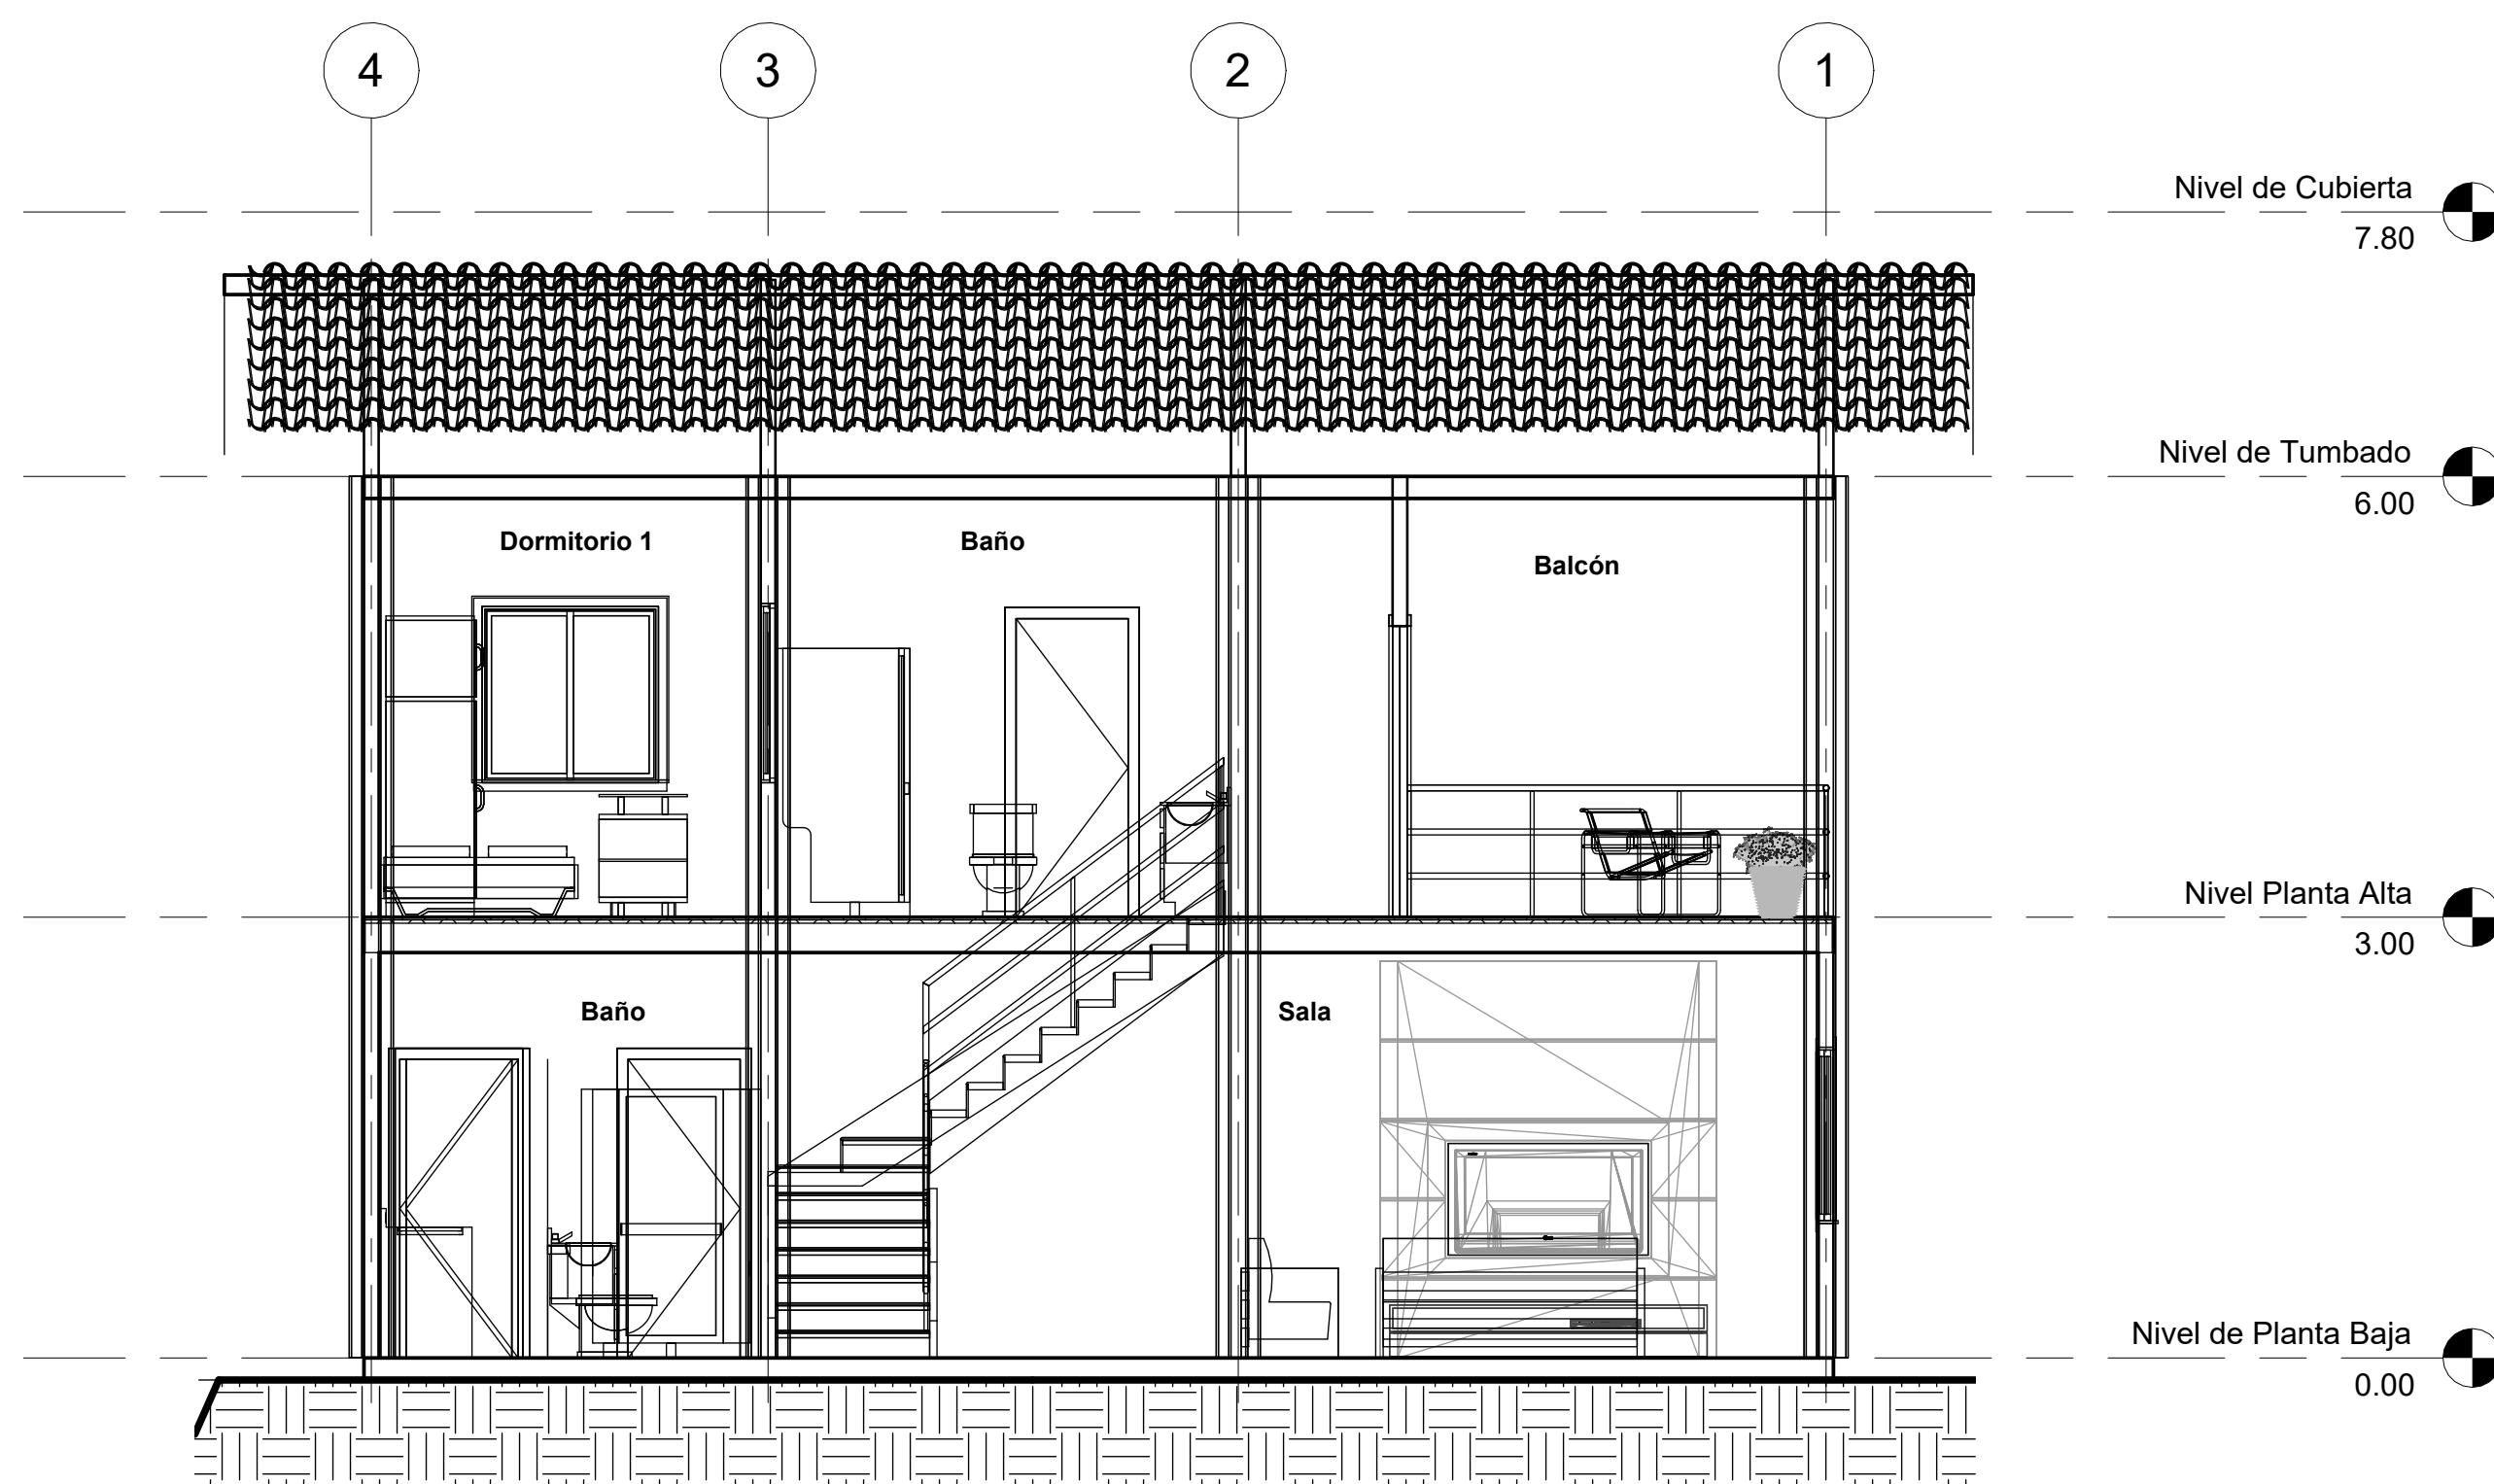 4 3 2 1
Nivel de Cubierta
7.80
Nivel de Tumbado
6.00
Dormitorio 1
Baño
Balcón
Nivel Planta Alta
3.00
Baño
Sala
Nivel de Planta Baja
0.00